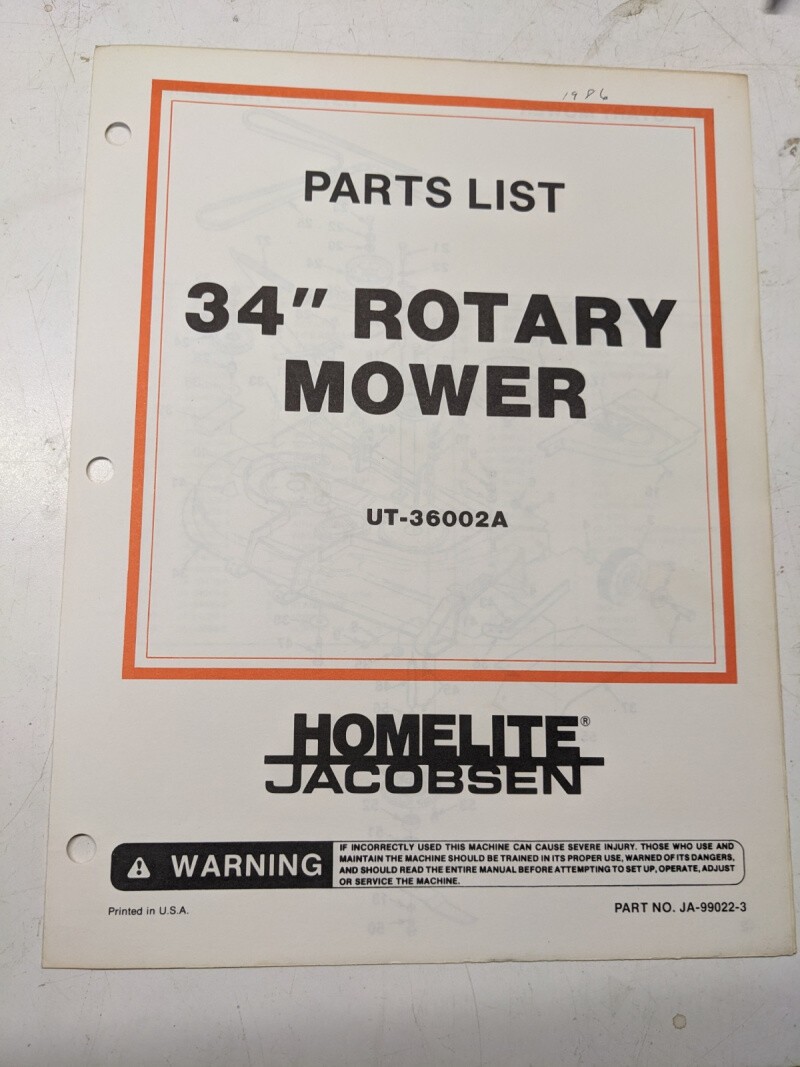 1986
PARTS LIST
34" ROTARY
MOWER
UT-36002A
HOMELITE®
JACOBSEN
WARNING
IF INCORRECTLY USED THIS MACHINE CAN CAUSE SEVERE INJURY. THOSE WHO USE AND
MAINTAIN THE MACHINE SHOULD BE TRAINED IN ITS PROPER USE, WARNED OF ITS DANGERS,
AND SHOULD READ THE ENTIRE MANUAL BEFORE ATTEMPTING TO SET UP, OPERATE, ADJUST
OR SERVICE THE MACHINE.
Printed in U.S.A.
PART NO. JA-99022-3